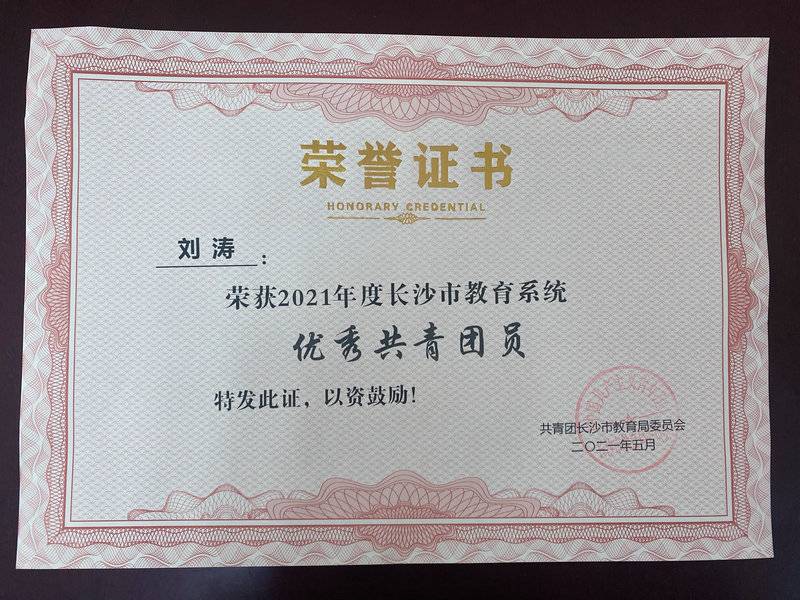 荣誉证书
HONORARY CREDENTIAL
刘涛：
荣获2021年度长沙市教育系统
优秀共青团员
特发此证，以资鼓励！
共青团长沙市教育局委员会
二〇二一年五月